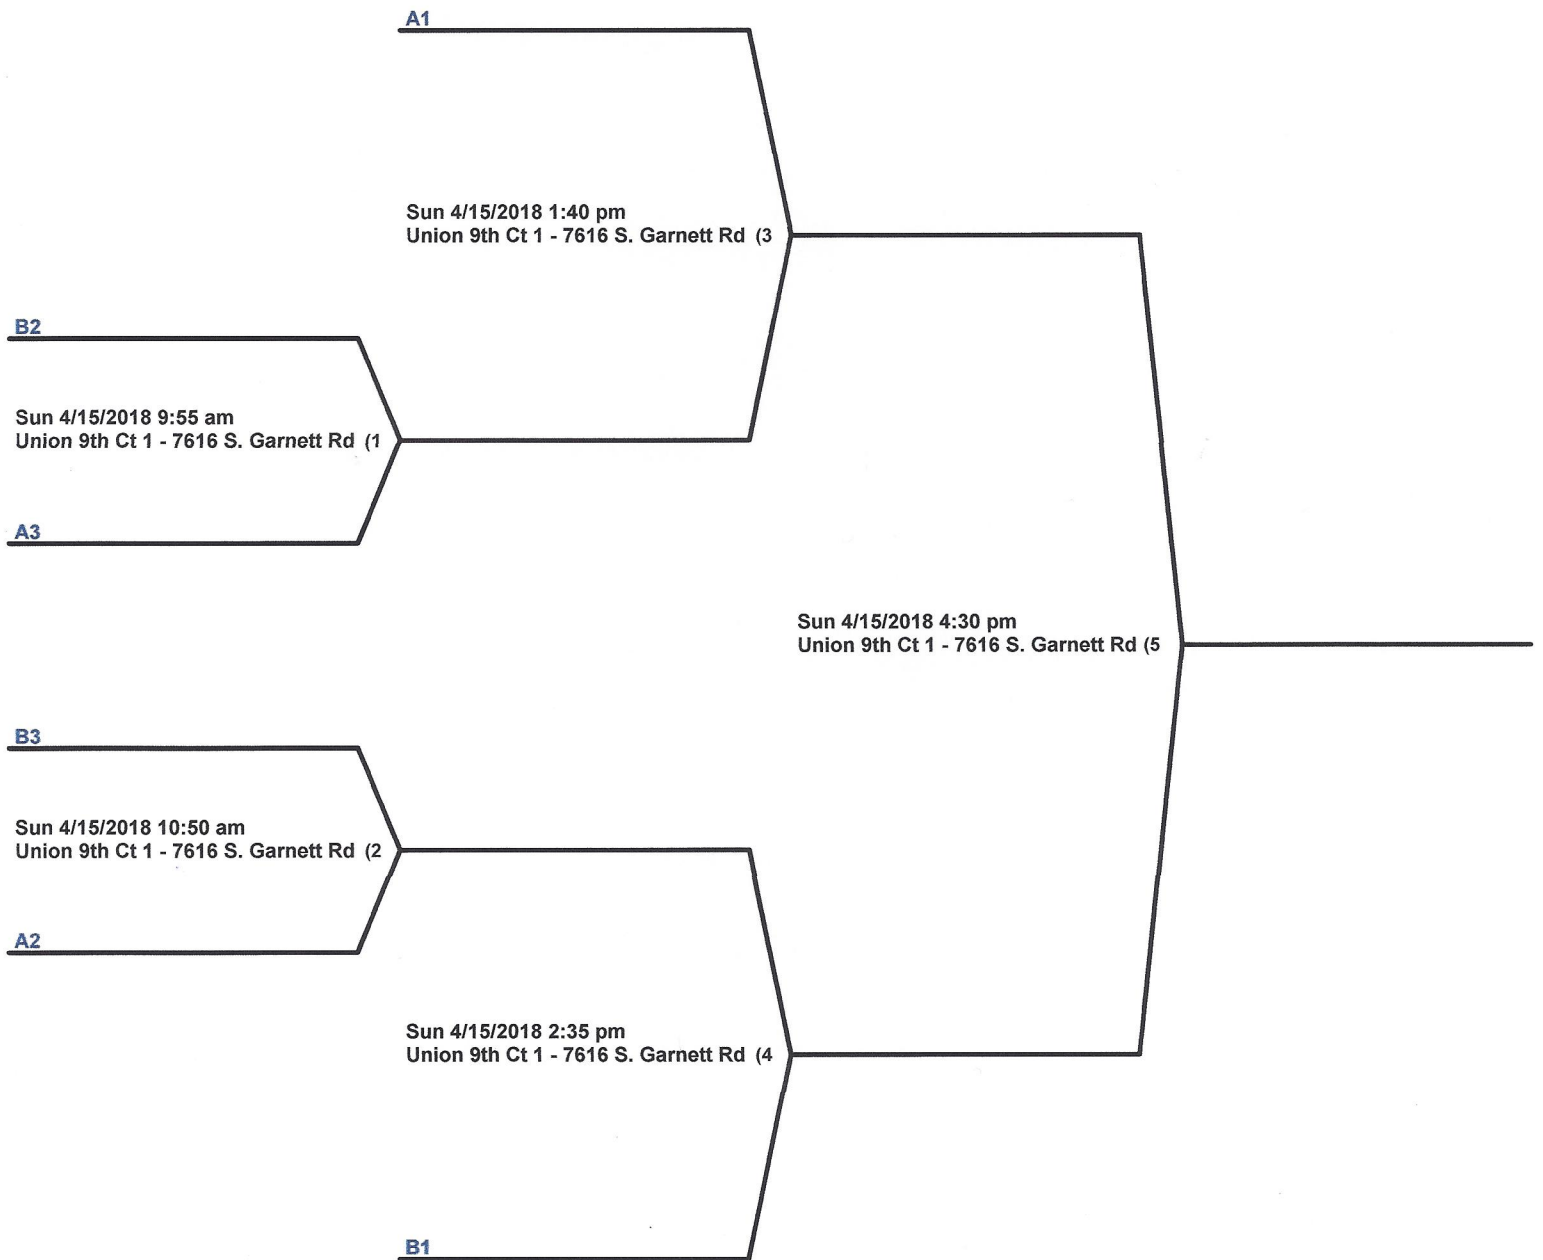 A1
Sun 4/15/2018 1:40 pm
Union 9th Ct 1 - 7616 S. Garnett Rd (3
B2
Sun 4/15/2018 9:55 am
Union 9th Ct 1 - 7616 S. Garnett Rd (1
A3
Sun 4/15/2018 4:30 pm
Union 9th Ct 1 - 7616 S. Garnett Rd (5
B3
Sun 4/15/2018 10:50 am
Union 9th Ct 1 - 7616 S. Garnett Rd (2
A2
Sun 4/15/2018 2:35 pm
Union 9th Ct 1 - 7616 S. Garnett Rd (4
B1